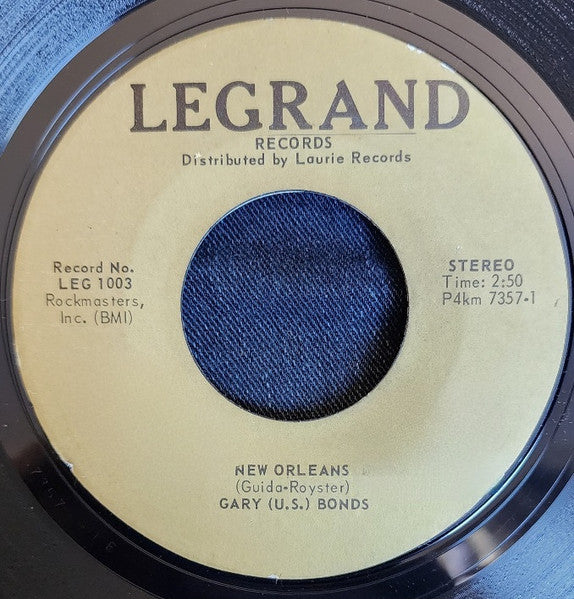 LEGRAND
RECORDS
Distributed by Laurie Records
Record No.
LEG 1003
Rockmasters,
Inc. (BMI)
STEREO
Time: 2:50
P4km 7357-1
NEW ORLEANS
(Guida-Royster)
GARY (U.S.) BONDS